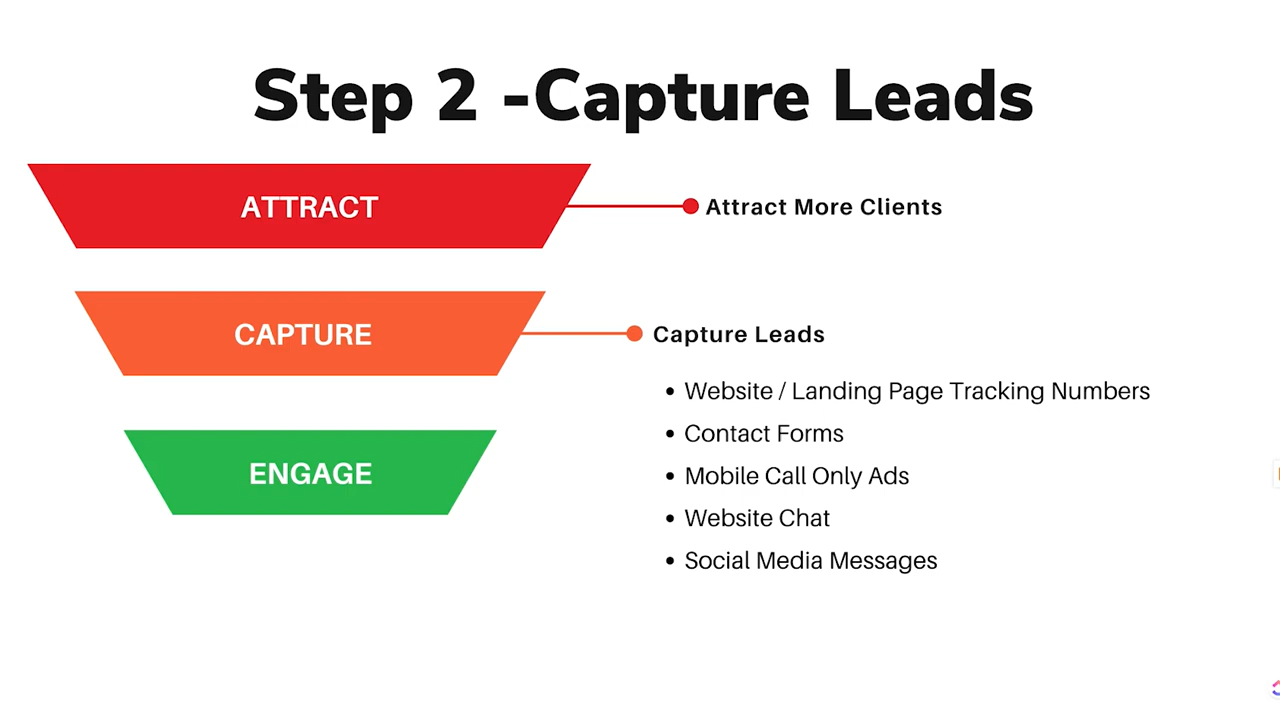 Step 2 -Capture Leads
ATTRACT
Attract More Clients
CAPTURE
Capture Leads
• Website / Landing Page Tracking Numbers
• Contact Forms
• Mobile Call Only Ads
• Website Chat
• Social Media Messages
ENGAGE